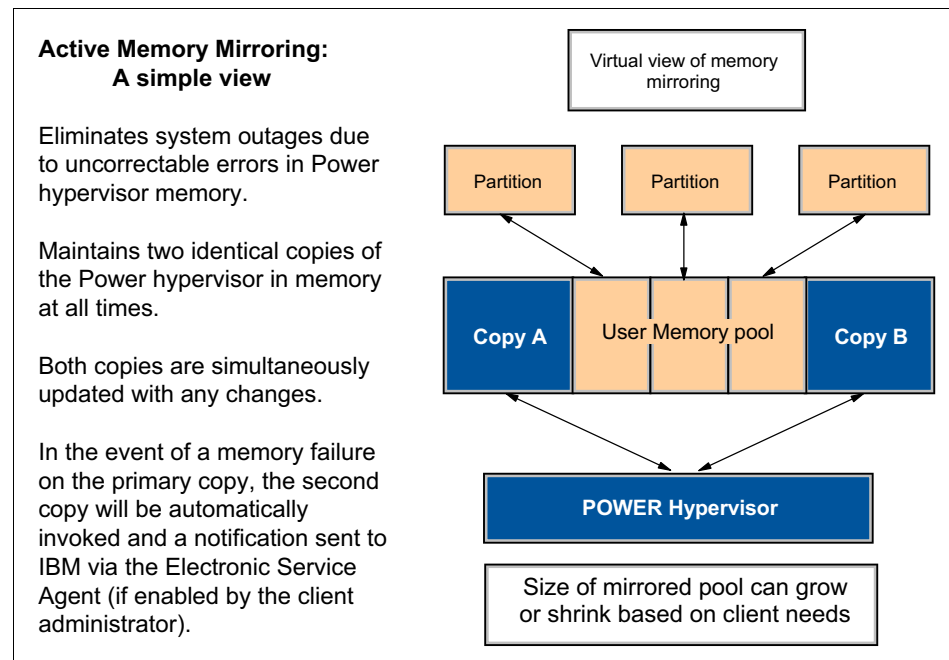 Active Memory Mirroring:
A simple view
Eliminates system outages due
to uncorrectable errors in Power
hypervisor memory.
Maintains two identical copies of
the Power hypervisor in memory
at all times.
Both copies are simultaneously
updated with any changes.
In the event of a memory failure
on the primary copy, the second
copy will be automatically
invoked and a notification sent to
IBM via the Electronic Service
Agent (if enabled by the client
administrator).
Virtual view of memory
mirroring
Partition
Partition
Partition
Copy A
User Memory pool
Copy B
POWER Hypervisor
Size of mirrored pool can grow
or shrink based on client needs